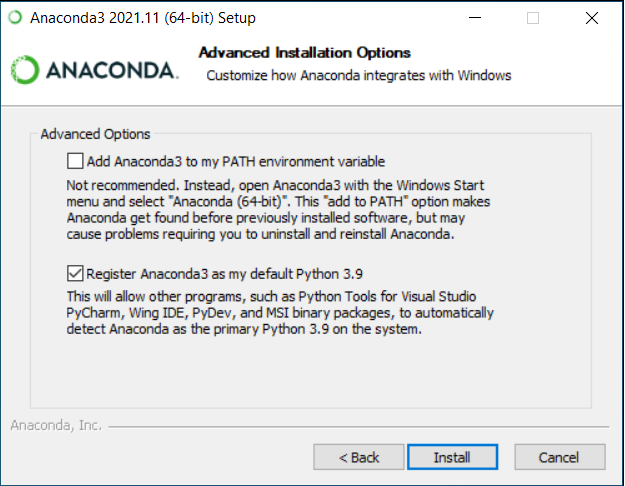 Anaconda3 2021.11 (64-bit) Setup
Advanced Installation Options
Customize how Anaconda integrates with Windows
ANACONDA.
Advanced Options
Add Anaconda3 to my PATH environment variable
Not recommended. Instead, open Anaconda3 with the Windows Start
menu and select "Anaconda (64-bit)". This "add to PATH" option makes
Anaconda get found before previously installed software, but may
cause problems requiring you to uninstall and reinstall Anaconda.
Register Anaconda3 as my default Python 3.9
This will allow other programs, such as Python Tools for Visual Studio
PyCharm, Wing IDE, PyDev, and MSI binary packages, to automatically
detect Anaconda as the primary Python 3.9 on the system.
Anaconda, Inc.
< Back Install Cancel